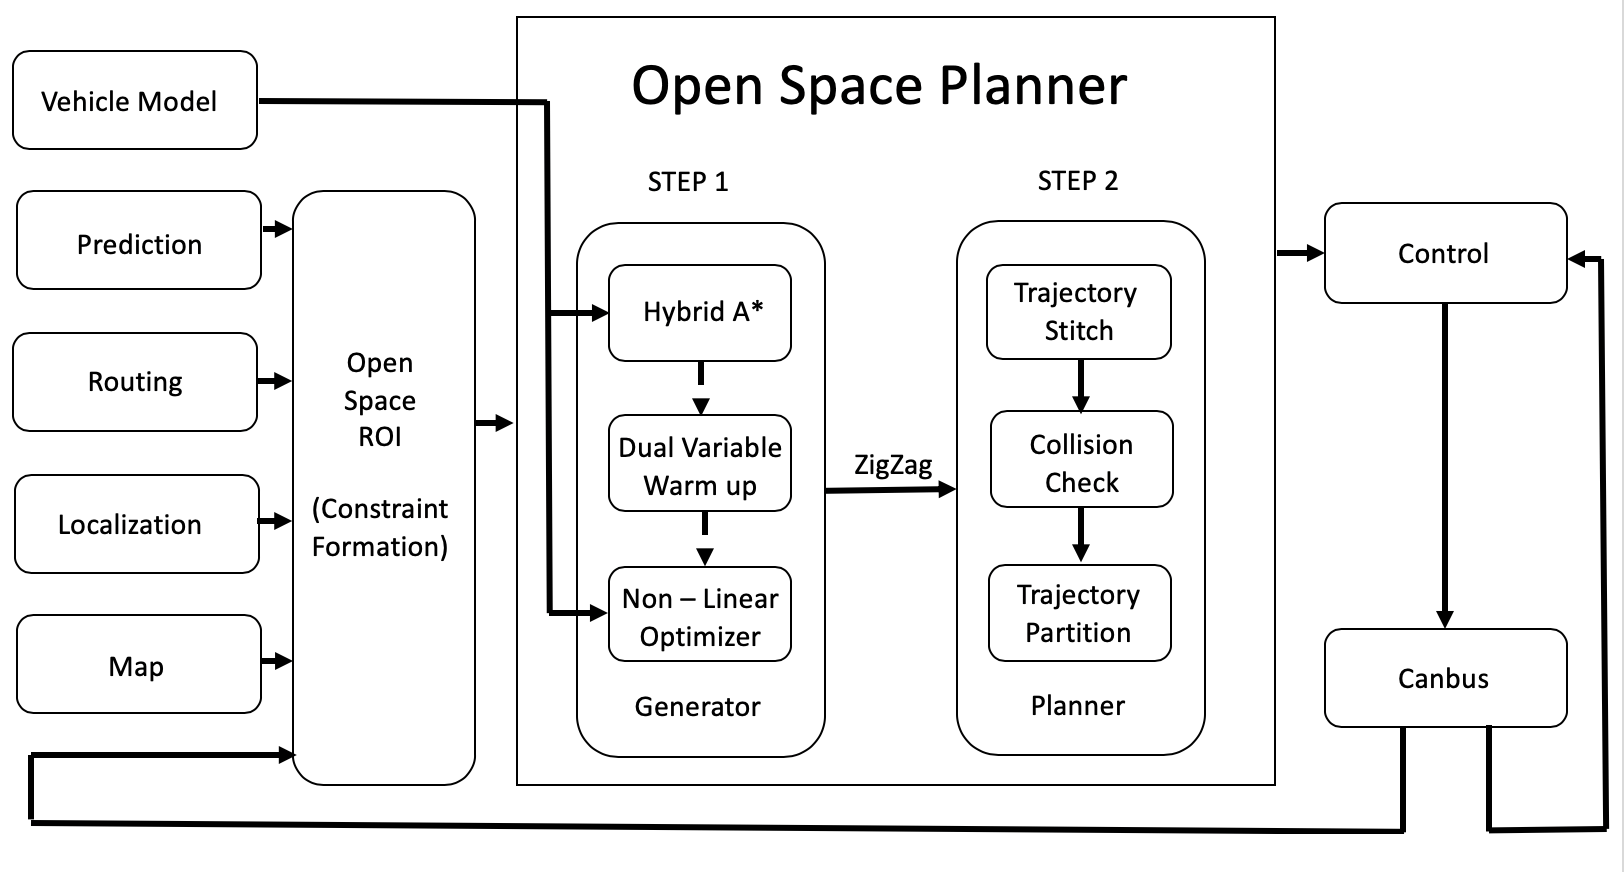 Open Space Planner
Vehicle Model
Prediction
Routing
Localization
Map
Open
Space
ROI
(Constraint
Formation)
STEP 1
Hybrid A*
Dual Variable
Warm up
Non – Linear
Optimizer
Generator
ZigZag
STEP 2
Trajectory
Stitch
Collision
Check
Trajectory
Partition
Planner
Control
Canbus